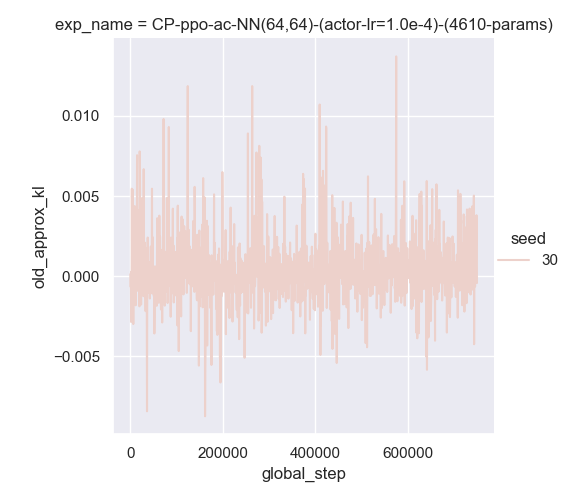 exp_name = CP-ppo-ac-NN(64,64)-(actor-lr=1.0e-4)-(4610-params)
old_approx_kl
0.010
0.005
0.000
−0.005
0
200000
400000
600000
global_step
seed
30